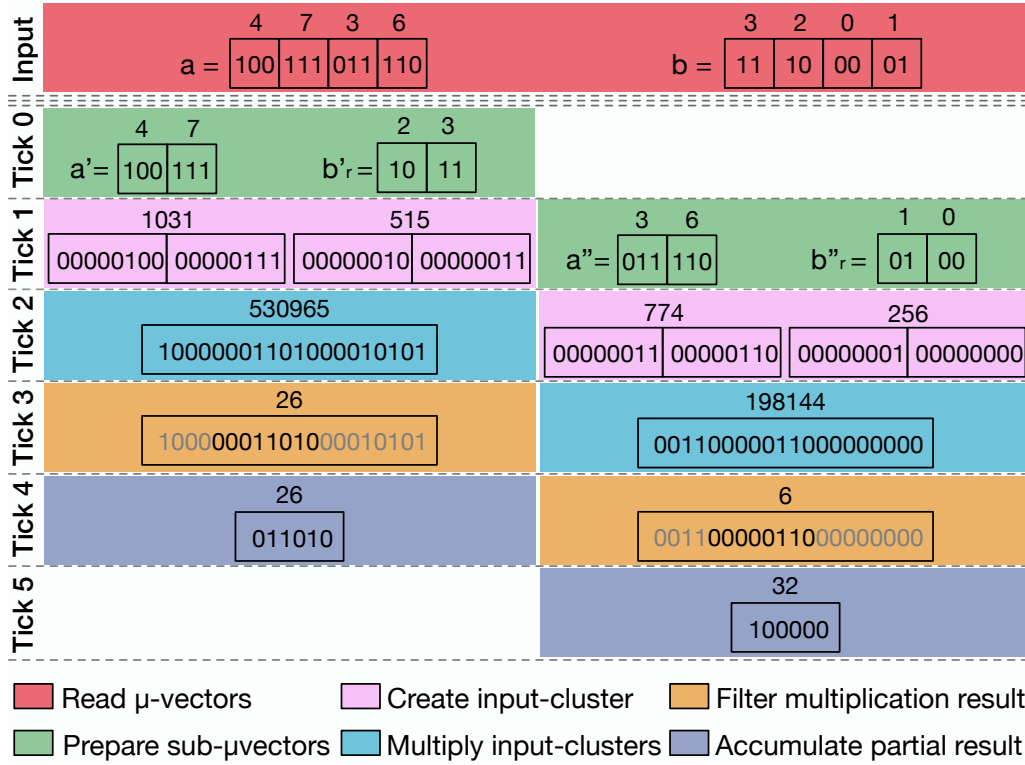 Input
4 7 3 6
a = 100 111 011 110
3 2 0 1
b = 11 10 00 01
Tick 0
4 7
a'= 100 111
2 3
b'r = 10 11
Tick 1
1031
00000100 00000111
515
00000010 00000011
3 6
a"= 011 110
1 0
b"r = 01 00
Tick 2
530965
10000001101000010101
774
00000011 00000110
256
00000001 00000000
Tick 3
26
10000001101000010101
198144
00110000011000000000
Tick 4
26
011010
6
00110000011000000000
Tick 5
32
100000
Read μ-vectors
Create input-cluster
Filter multiplication result
Prepare sub-μvectors
Multiply input-clusters
Accumulate partial result